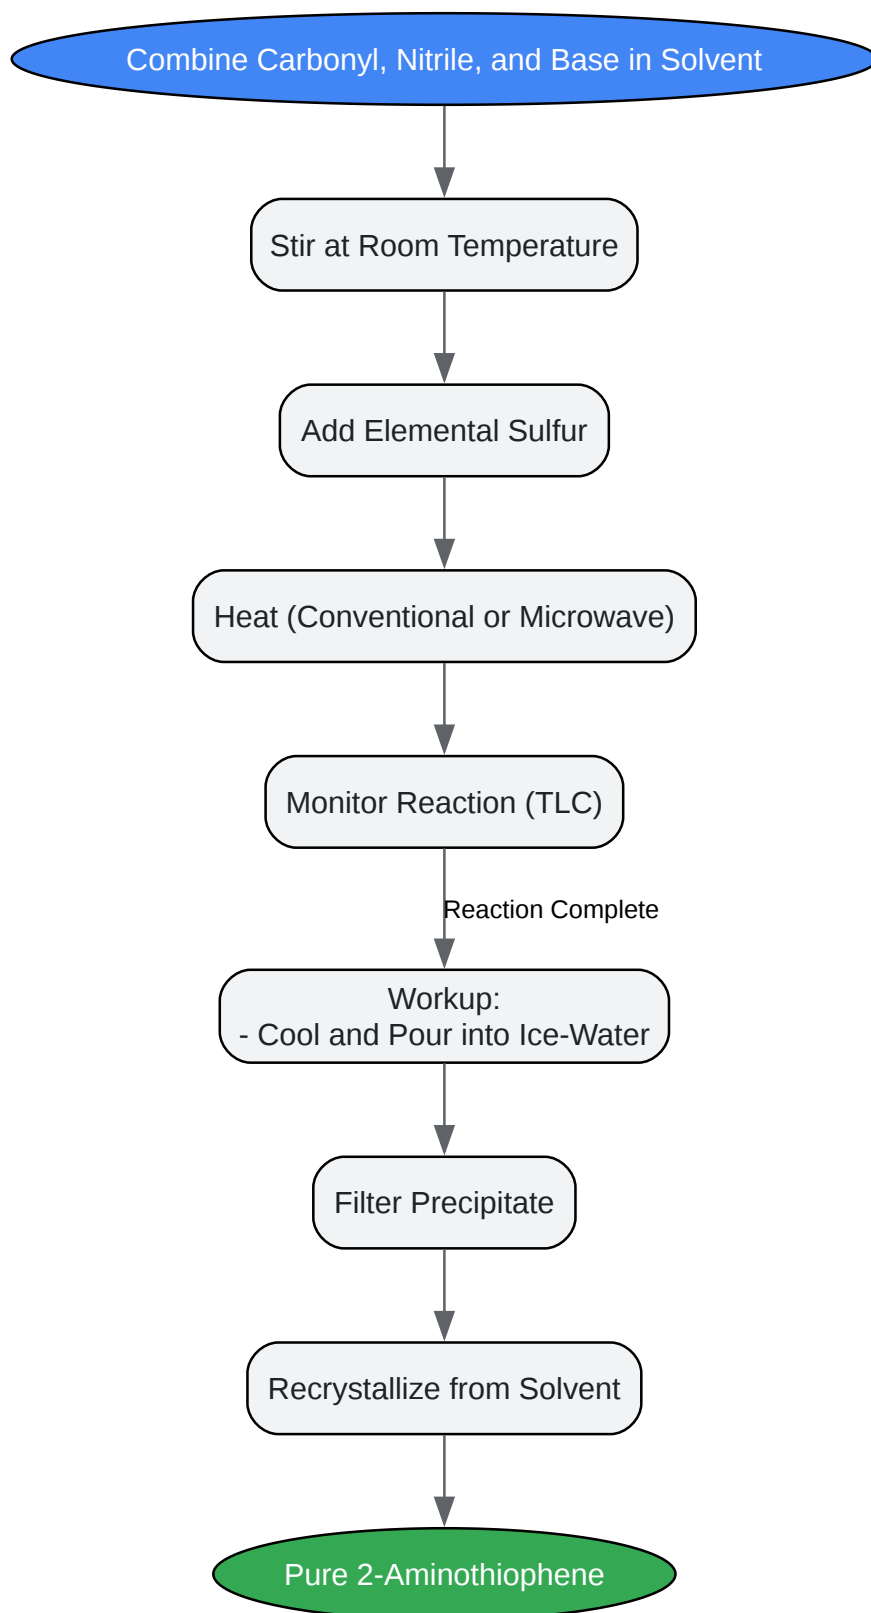 Combine Carbonyl, Nitrile, and Base in Solvent
Stir at Room Temperature
Add Elemental Sulfur
Heat (Conventional or Microwave)
Monitor Reaction (TLC)
Reaction Complete
Workup:
- Cool and Pour into Ice-Water
Filter Precipitate
Recrystallize from Solvent
Pure 2-Aminothiophene